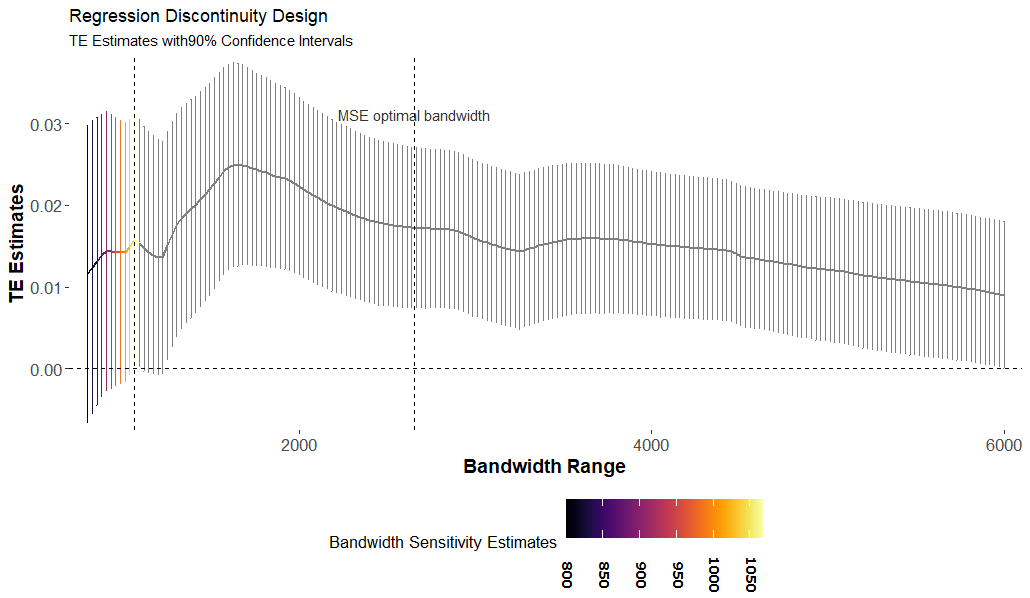 Regression Discontinuity Design
TE Estimates with90% Confidence Intervals
MSE optimal bandwidth
TE Estimates
0.03
0.02
0.01
0.00
2000 4000 6000
Bandwidth Range
Bandwidth Sensitivity Estimates
800 850 900 950 1000 1050